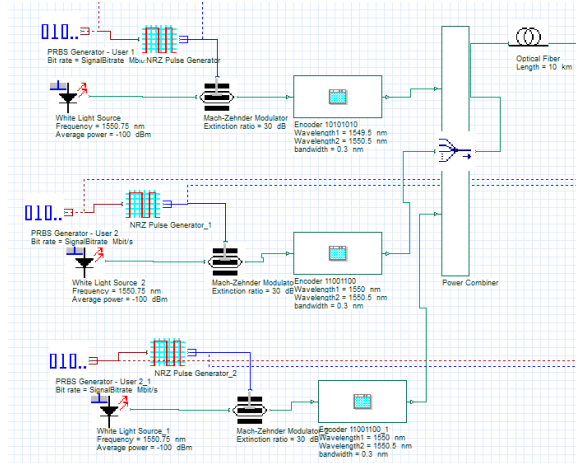 PRBS Generator - User 1
Bit rate = SignalBitrate Mbi
NRZ Pulse Generator
White Light Source
Frequency = 1550.75 nm
Average power = -100 dBm
Mach-Zehnder Modulator
Extinction ratio = 30 dB
Encoder 10101010
Wavelength1 = 1549.5 nm
Wavelength2 = 1550.5 nm
bandwidth = 0.3 nm
Optical Fiber
Length = 10 km
PRBS Generator - User 2
Bit rate = SignalBitrate Mbit/s
NRZ Pulse Generator_1
White Light Source_2
Frequency = 1550.75 nm
Average power = -100 dBm
Mach-Zehnder Modulator
Extinction ratio = 30 dB
Encoder 11001100
Wavelength1 = 1550 nm
Wavelength2 = 1550.5 nm
bandwidth = 0.3 nm
Power Combiner
PRBS Generator - User 2_1
Bit rate = SignalBitrate Mbit/s
NRZ Pulse Generator_2
White Light Source_1
Frequency = 1550.75 nm
Average power = -100 dBm
Mach-Zehnder Modulator
Extinction ratio = 30 dB
Encoder 11001100_1
Wavelength1 = 1550 nm
Wavelength2 = 1550.5 nm
bandwidth = 0.3 nm